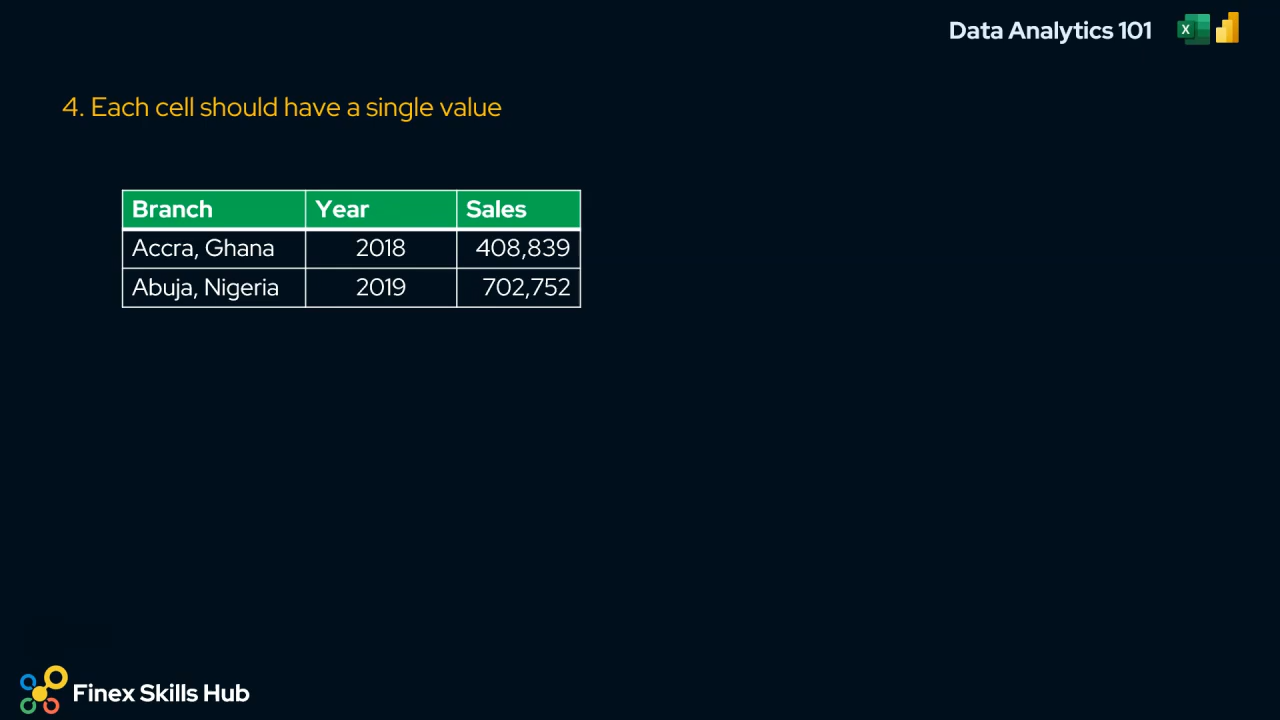 Data Analytics 101
4. Each cell should have a single value
Branch Year Sales
Accra, Ghana 2018 408,839
Abuja, Nigeria 2019 702,752
Finex Skills Hub